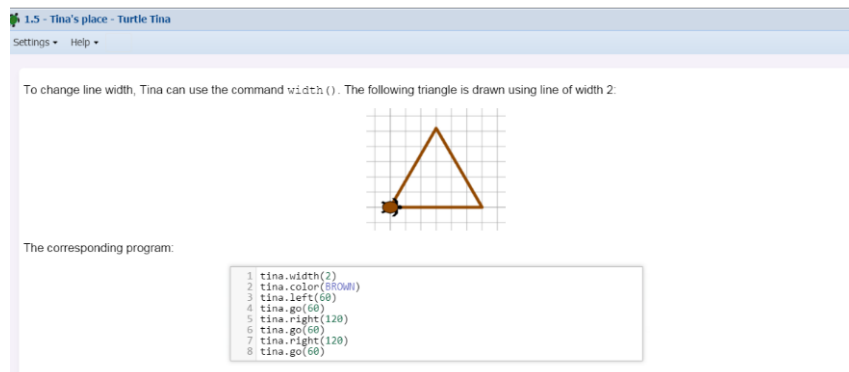 1.5 - Tina's place - Turtle Tina
Settings Help
To change line width, Tina can use the command width(). The following triangle is drawn using line of width 2:
The corresponding program:
1 tina.width(2)
2 tina.color(BROWN)
3 tina.left(60)
4 tina.go(60)
5 tina.right(120)
6 tina.go(60)
7 tina.right(120)
8 tina.go(60)